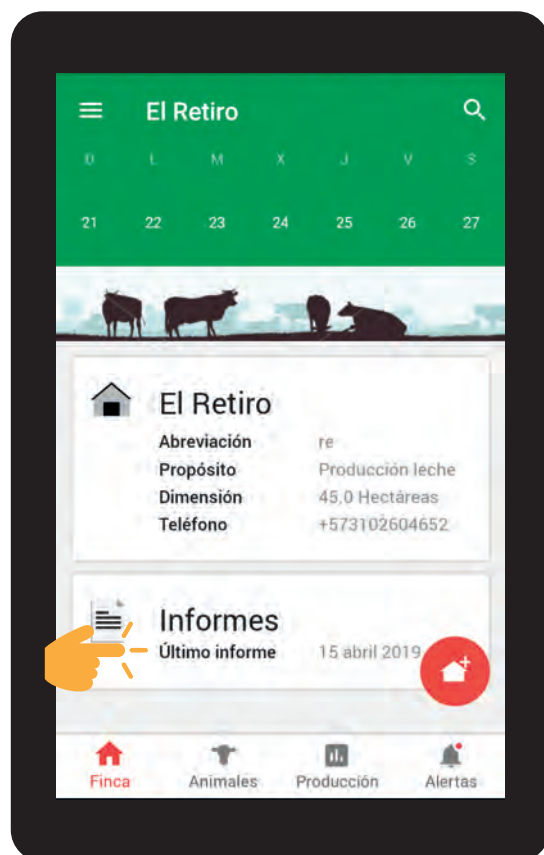 El Retiro
D L M X J V S
21 22 23 24 25 26 27
El Retiro
Abreviación re
Propósito Producción leche
Dimensión 45,0 Hectáreas
Teléfono +573102604652
Informes
Último informe 15 abril 2019
Finca Animales Producción Alertas